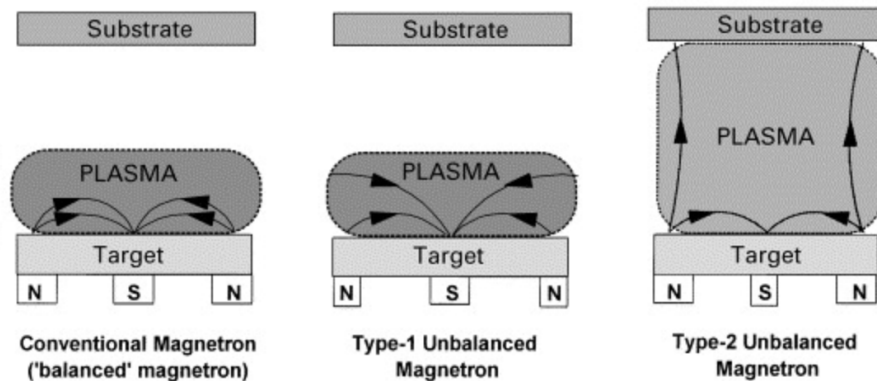 Substrate
PLASMA
Target
N S N
Conventional Magnetron
('balanced' magnetron)
Substrate
PLASMA
Target
N S N
Type-1 Unbalanced
Magnetron
Substrate
PLASMA
Target
N S N
Type-2 Unbalanced
Magnetron